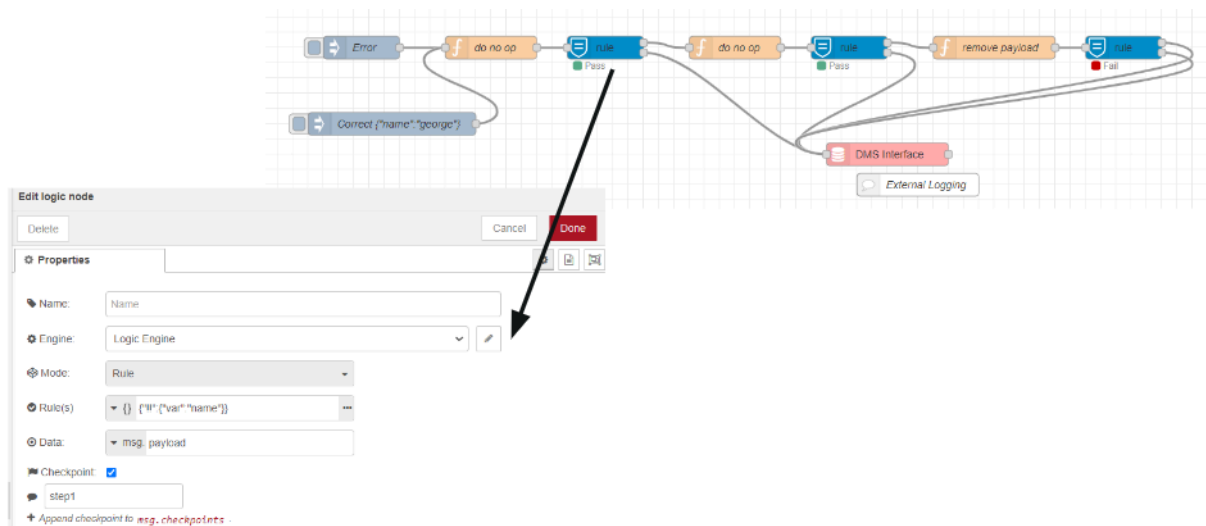 Error
do no op
rule
do no op
rule
remove payload
rule
Pass
Pass
Fail
Correct {"name":"george"}
DMS Interface
External Logging
Edit logic node
Delete
Cancel
Done
Properties
Name:
Name
Engine:
Logic Engine
Mode:
Rule
Rule(s)
{} {"!!":{"var":"name"}}
Data:
msg. payload
Checkpoint:
step1
Append checkpoint to msg.checkpoints .